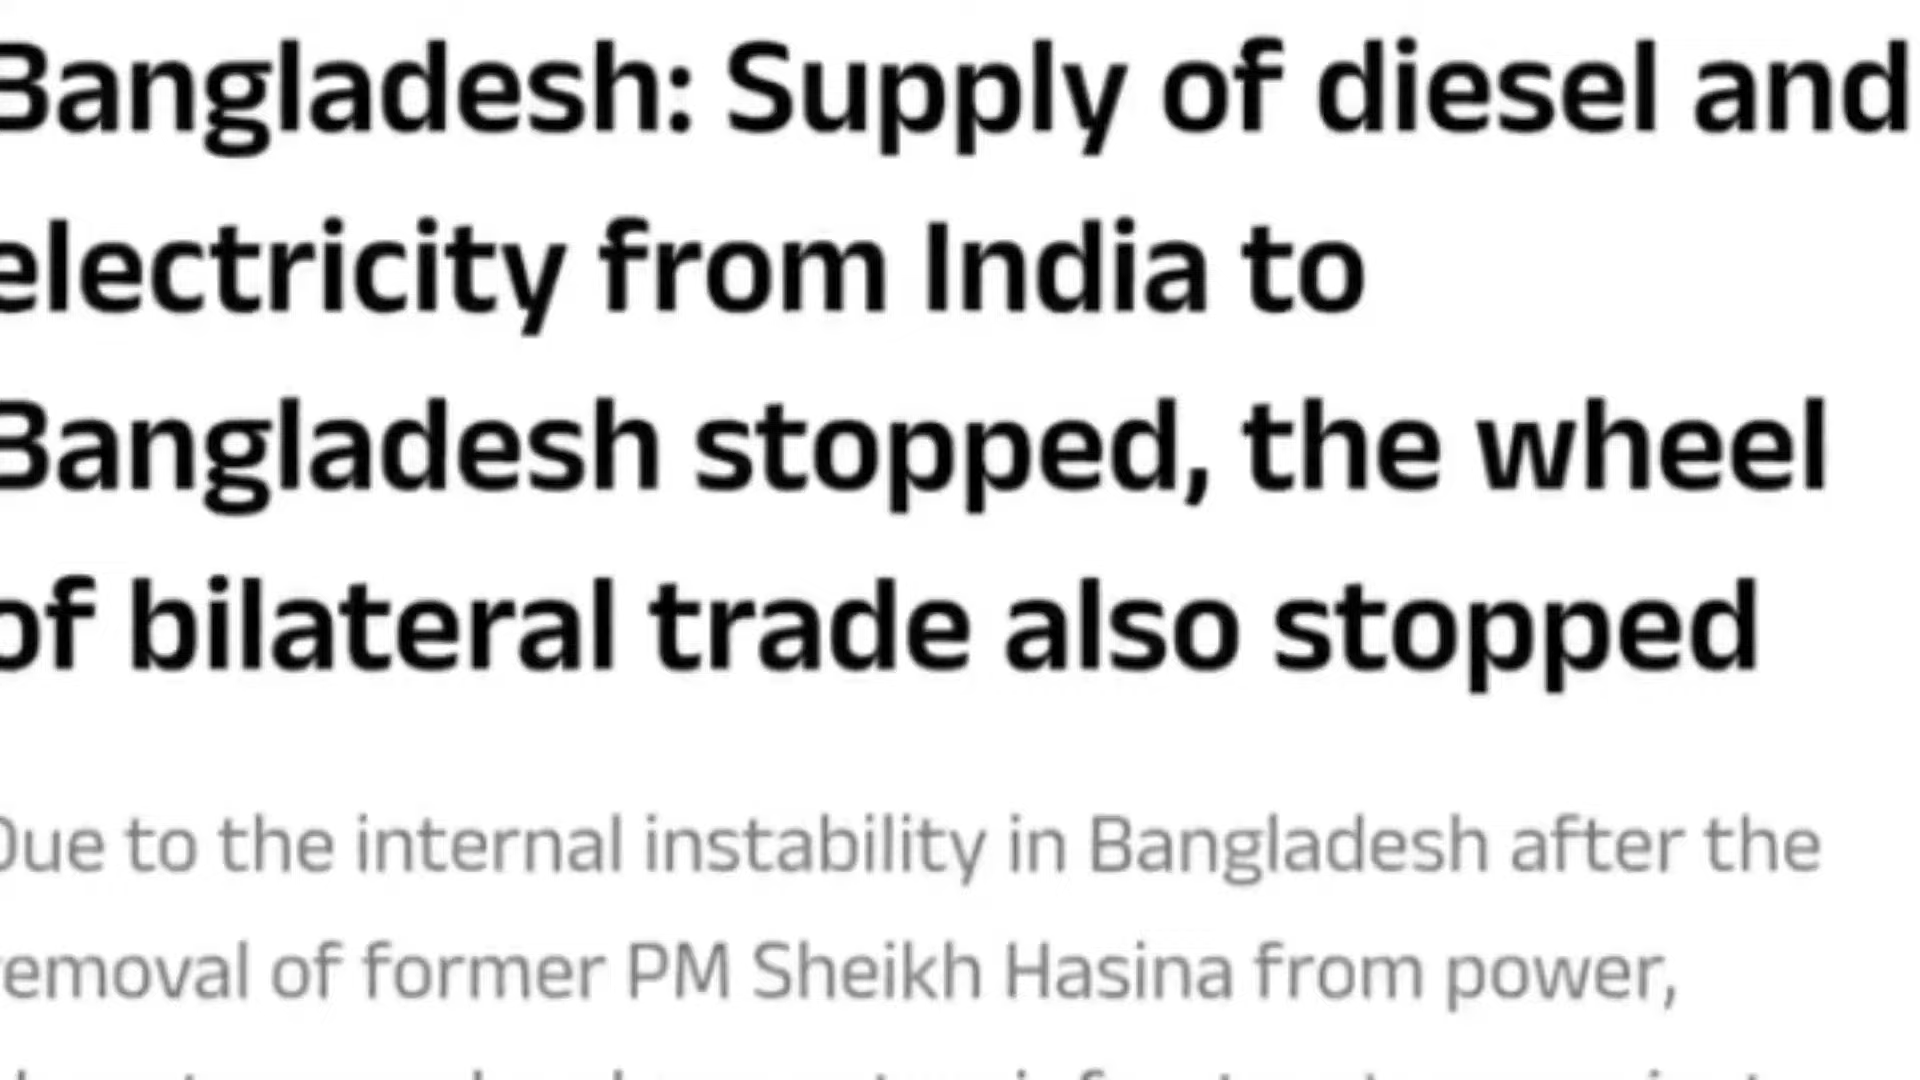 Bangladesh: Supply of diesel and
electricity from India to
Bangladesh stopped, the wheel
of bilateral trade also stopped
Due to the internal instability in Bangladesh after the
removal of former PM Sheikh Hasina from power,